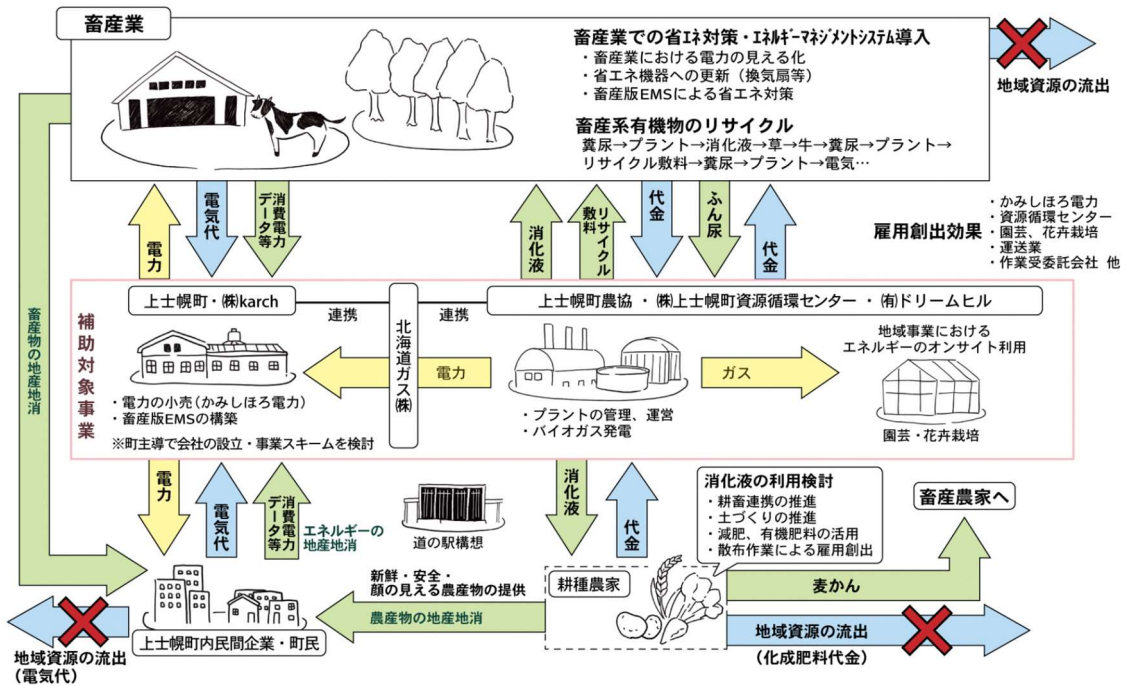 畜産業
畜産業での省エネ対策・エネルギーマネジメントシステム導入
・畜産業における電力の見える化
・省エネ機器への更新（換気扇等）
・畜産版EMSによる省エネ対策
畜産系有機物のリサイクル
糞尿→プラント→消化液→草→牛→糞尿→プラント→
リサイクル敷料→糞尿→プラント→電気…
地域資源の流出
電力
電気代
消費電力
データ等
消化液
リサイクル
敷料
代金
ふん尿
代金
雇用創出効果
・かみしほろ電力
・資源循環センター
・園芸、花卉栽培
・運送業
・作業受委託会社 他
畜産物の地産地消
補助対象事業
上士幌町・㈱karch
連携
北海道ガス㈱
連携
上士幌町農協 ・ ㈱上士幌町資源循環センター ・ ㈲ドリームヒル
・電力の小売（かみしほろ電力）
・畜産版EMSの構築
※町主導で会社の設立・事業スキームを検討
電力
・プラントの管理、運営
・バイオガス発電
ガス
地域事業における
エネルギーのオンサイト利用
園芸・花卉栽培
電力
電気代
消費電力
データ等
エネルギーの
地産地消
道の駅構想
消化液
代金
消化液の利用検討
・耕畜連携の推進
・土づくりの推進
・減肥、有機肥料の活用
・散布作業による雇用創出
畜産農家へ
麦かん
耕種農家
新鮮・安全・
顔の見える農産物の提供
農産物の地産地消
上士幌町内民間企業・町民
地域資源の流出
（電気代）
地域資源の流出
（化成肥料代金）